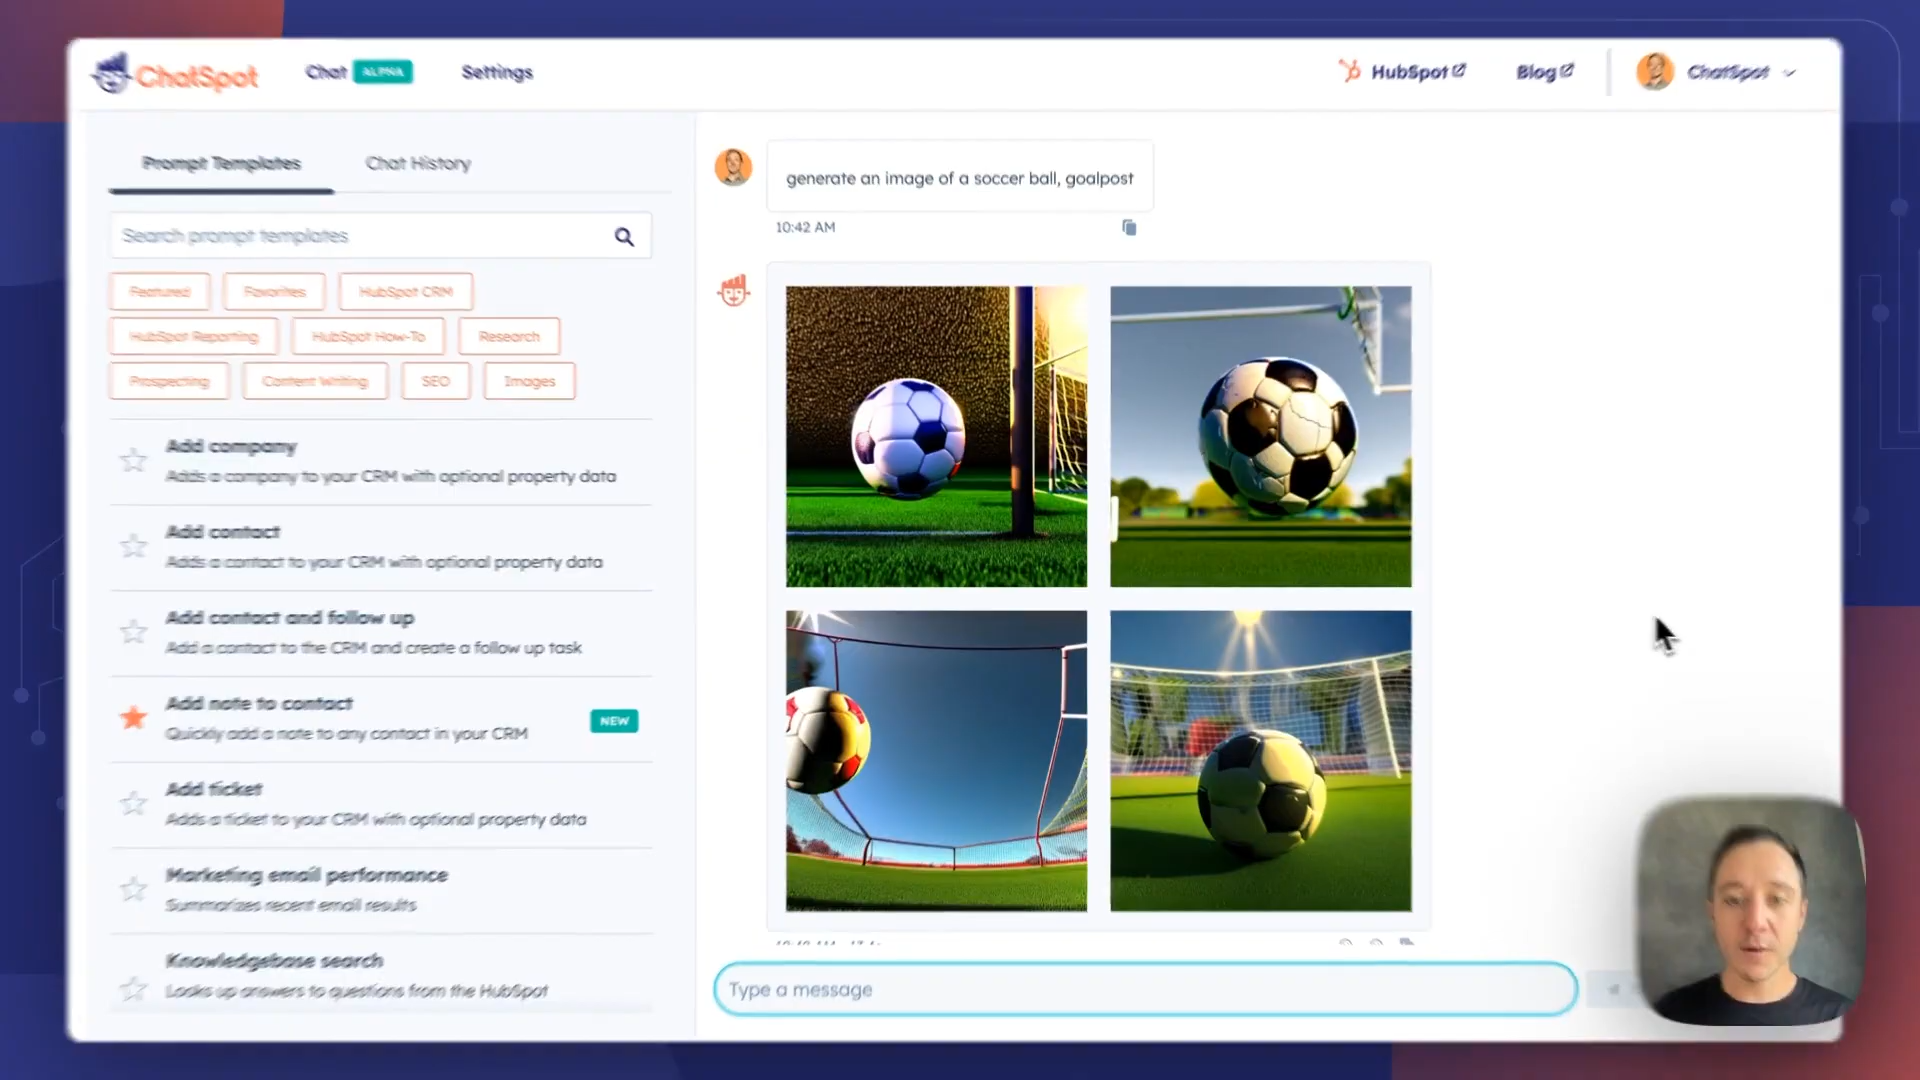 ChatSpot
Chat ALPHA Settings
HubSpot
Blog
ChatSpot
Prompt Templates
Chat History
Search prompt templates
Featured
Favorites
HubSpot CRM
HubSpot Reporting
HubSpot How-To
Research
Prospecting
Content Writing
SEO
Images
Add company
Adds a company to your CRM with optional property data
Add contact
Adds a contact to your CRM with optional property data
Add contact and follow up
Add a contact to the CRM and create a follow up task
Add note to contact
Quickly add a note to any contact in your CRM
NEW
Add ticket
Adds a ticket to your CRM with optional property data
Marketing email performance
Summarizes recent email results
Knowledgebase search
Looks up answers to questions from the HubSpot
generate an image of a soccer ball, goalpost
10:42 AM
Type a message